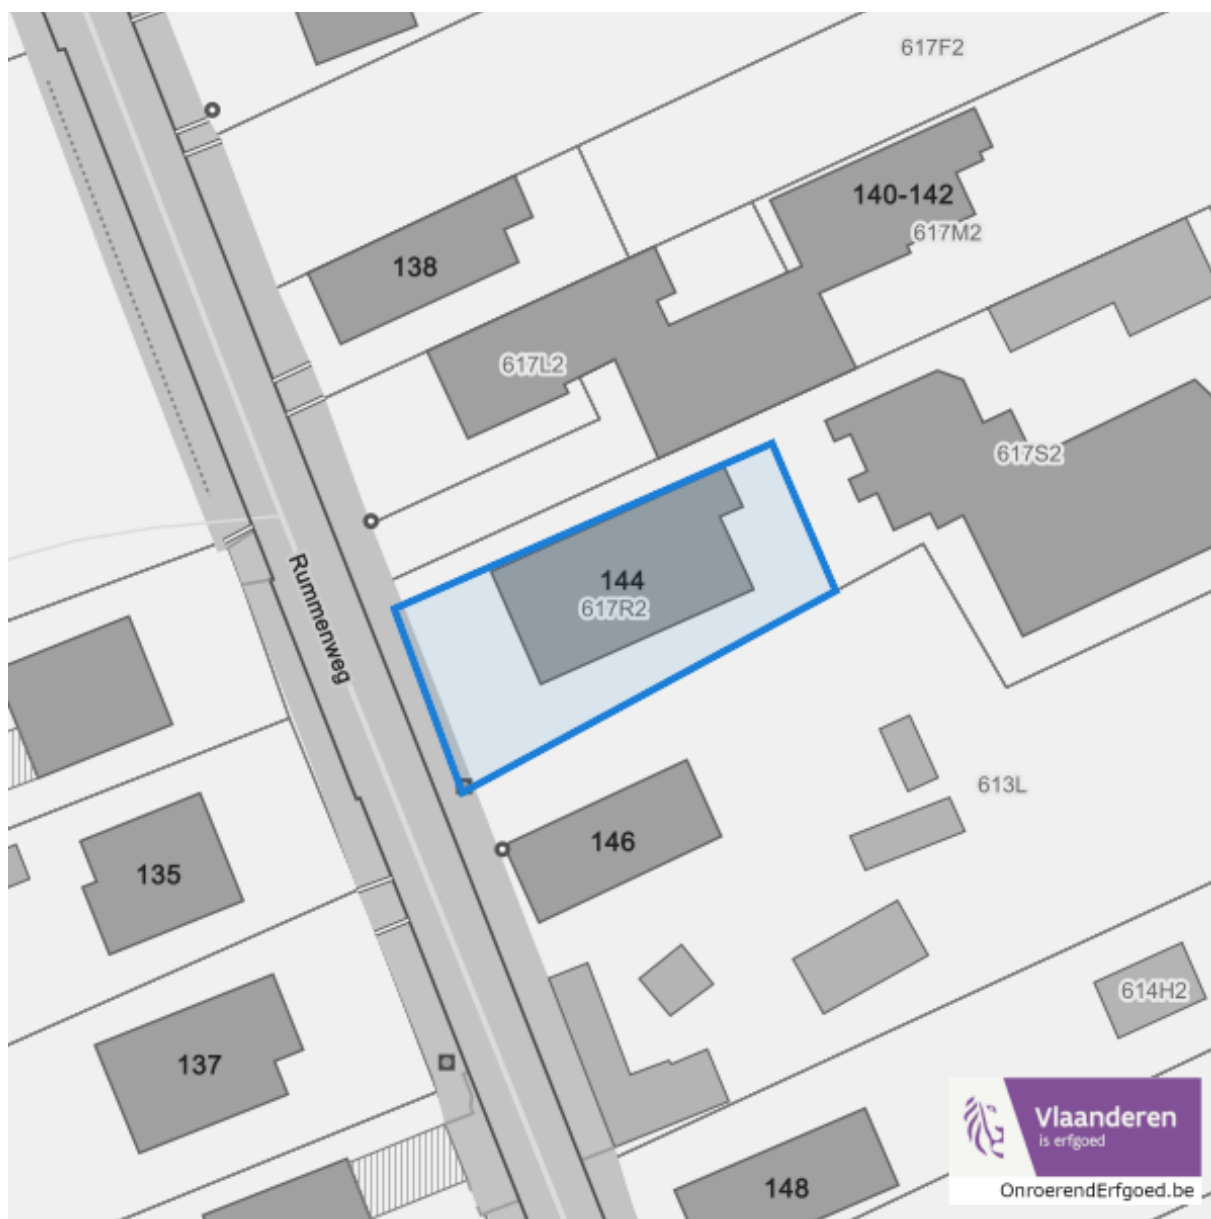 617F2
140-142
617M2
138
617L2
617S2
144
617R2
Rummenweg
613L
146
135
614H2
137
148
Vlaanderen
is erfgoed
OnroerendErfgoed.be